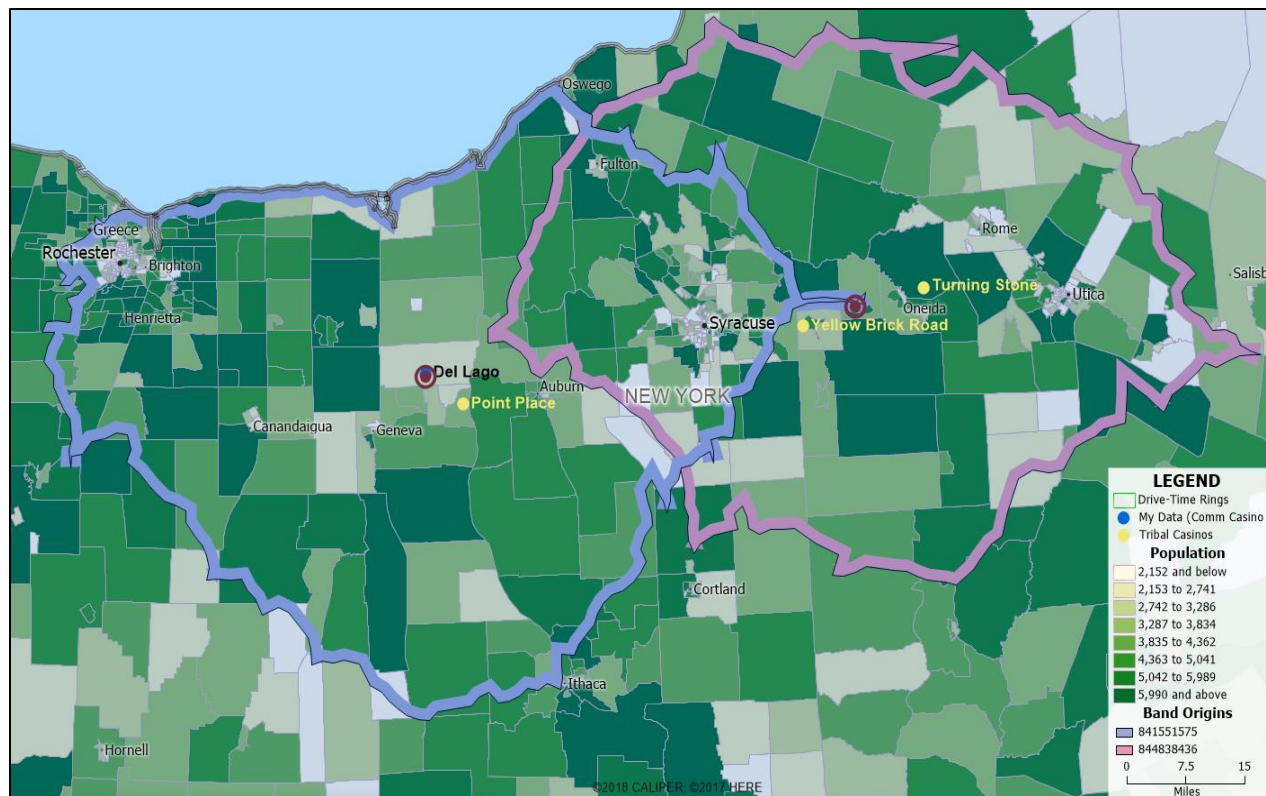 Oswego
Fulton
Greece
Rochester
Brighton
Henrietta
Rome
Salisb
Turning Stone
Utica
Oneida
Syracuse
Yellow Brick Road
Del Lago
Auburn
NEW YORK
Point Place
Canandaigua
Geneva
Cortland
Ithaca
Hornell
©2018 CALIPER; ©2017 HERE
LEGEND
Drive-Time Rings
My Data (Comm Casino
Tribal Casinos
Population
2,152 and below
2,153 to 2,741
2,742 to 3,286
3,287 to 3,834
3,835 to 4,362
4,363 to 5,041
5,042 to 5,989
5,990 and above
Band Origins
841551575
844838436
0 7.5 15
Miles